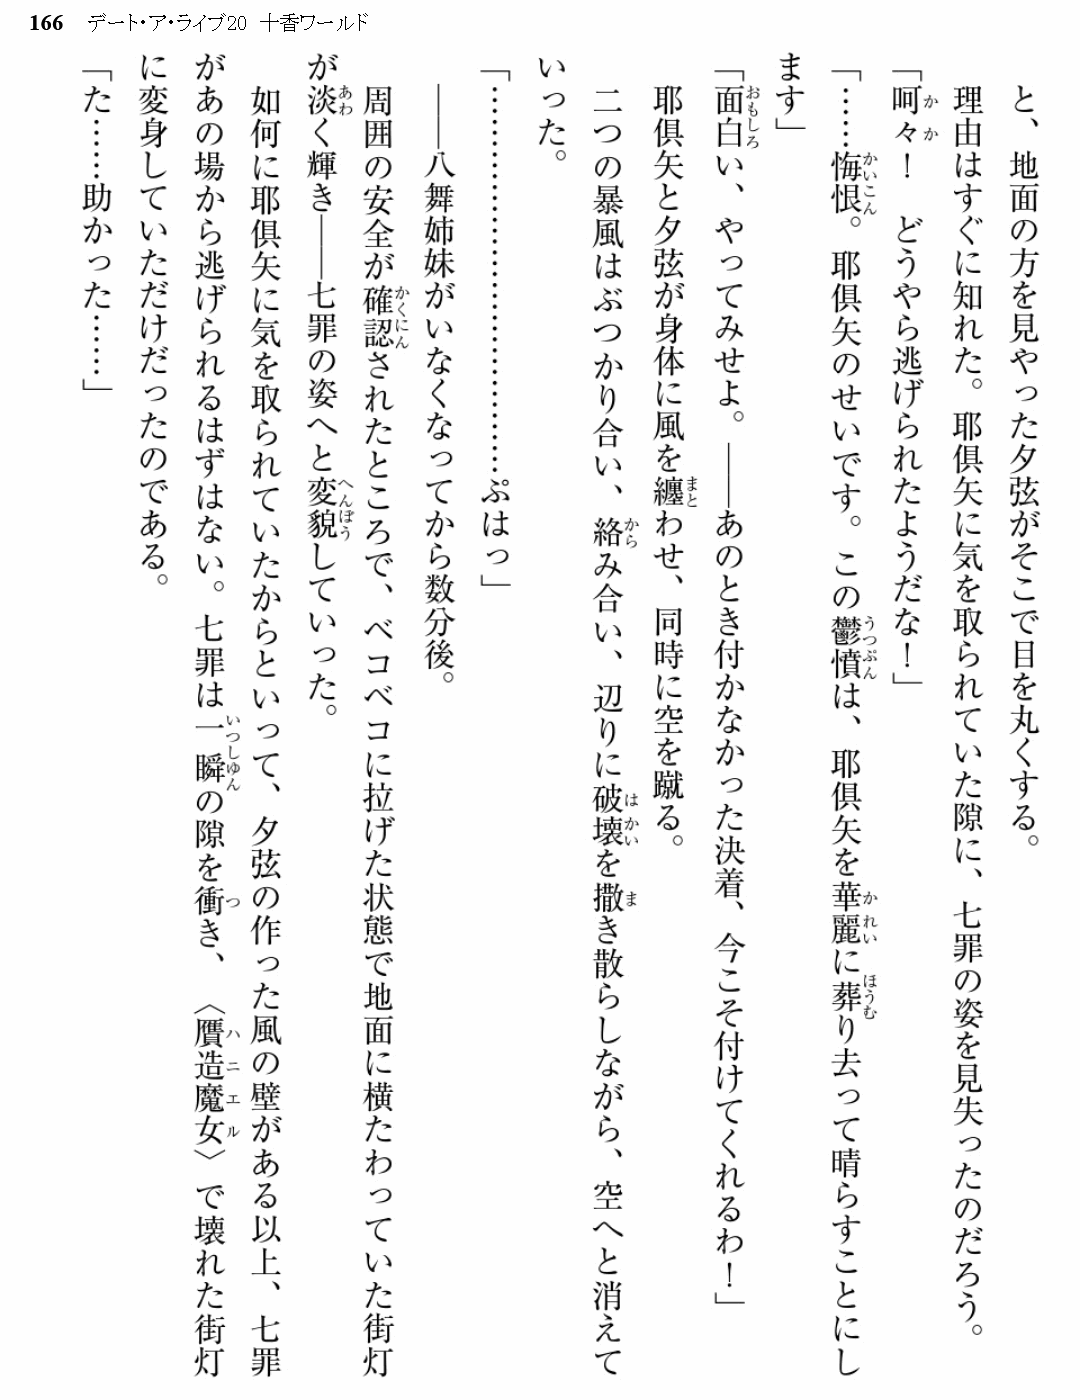 166 デート・ア・ライブ20 十香ワールド
と、地面の方を見やった夕弦がそこで目を丸くする。
理由はすぐに知れた。耶倶矢に気を取られていた隙に、七罪の姿を見失ったのだろう。
「呵々！　どうやら逃げられたようだな！」
「……悔恨。耶倶矢のせいです。この鬱憤は、耶倶矢を華麗に葬り去って晴らすことにし
ます」
「面白い、やってみせよ。――あのとき付かなかった決着、今こそ付けてくれるわ！」
耶倶矢と夕弦が身体に風を纏わせ、同時に空を蹴る。
二つの暴風はぶつかり合い、絡み合い、辺りに破壊を撒き散らしながら、空へと消えて
いった。
「…………………………………ぷはっ」
――八舞姉妹がいなくなってから数分後。
周囲の安全が確認されたところで、ベコベコに拉げた状態で地面に横たわっていた街灯
が淡く輝き――七罪の姿へと変貌していった。
如何に耶倶矢に気を取られていたからといって、夕弦の作った風の壁がある以上、七罪
があの場から逃げられるはずはない。七罪は一瞬の隙を衝き、〈贋造魔女〉で壊れた街灯
に変身していただけだったのである。
「た……助かった……」